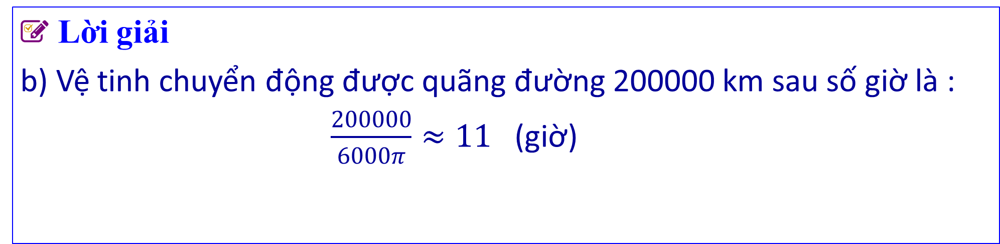 Lời giải
b) Vệ tinh chuyển động được quãng đường 200000 km sau số giờ là :
200000/6000π ≈ 11 (giờ)